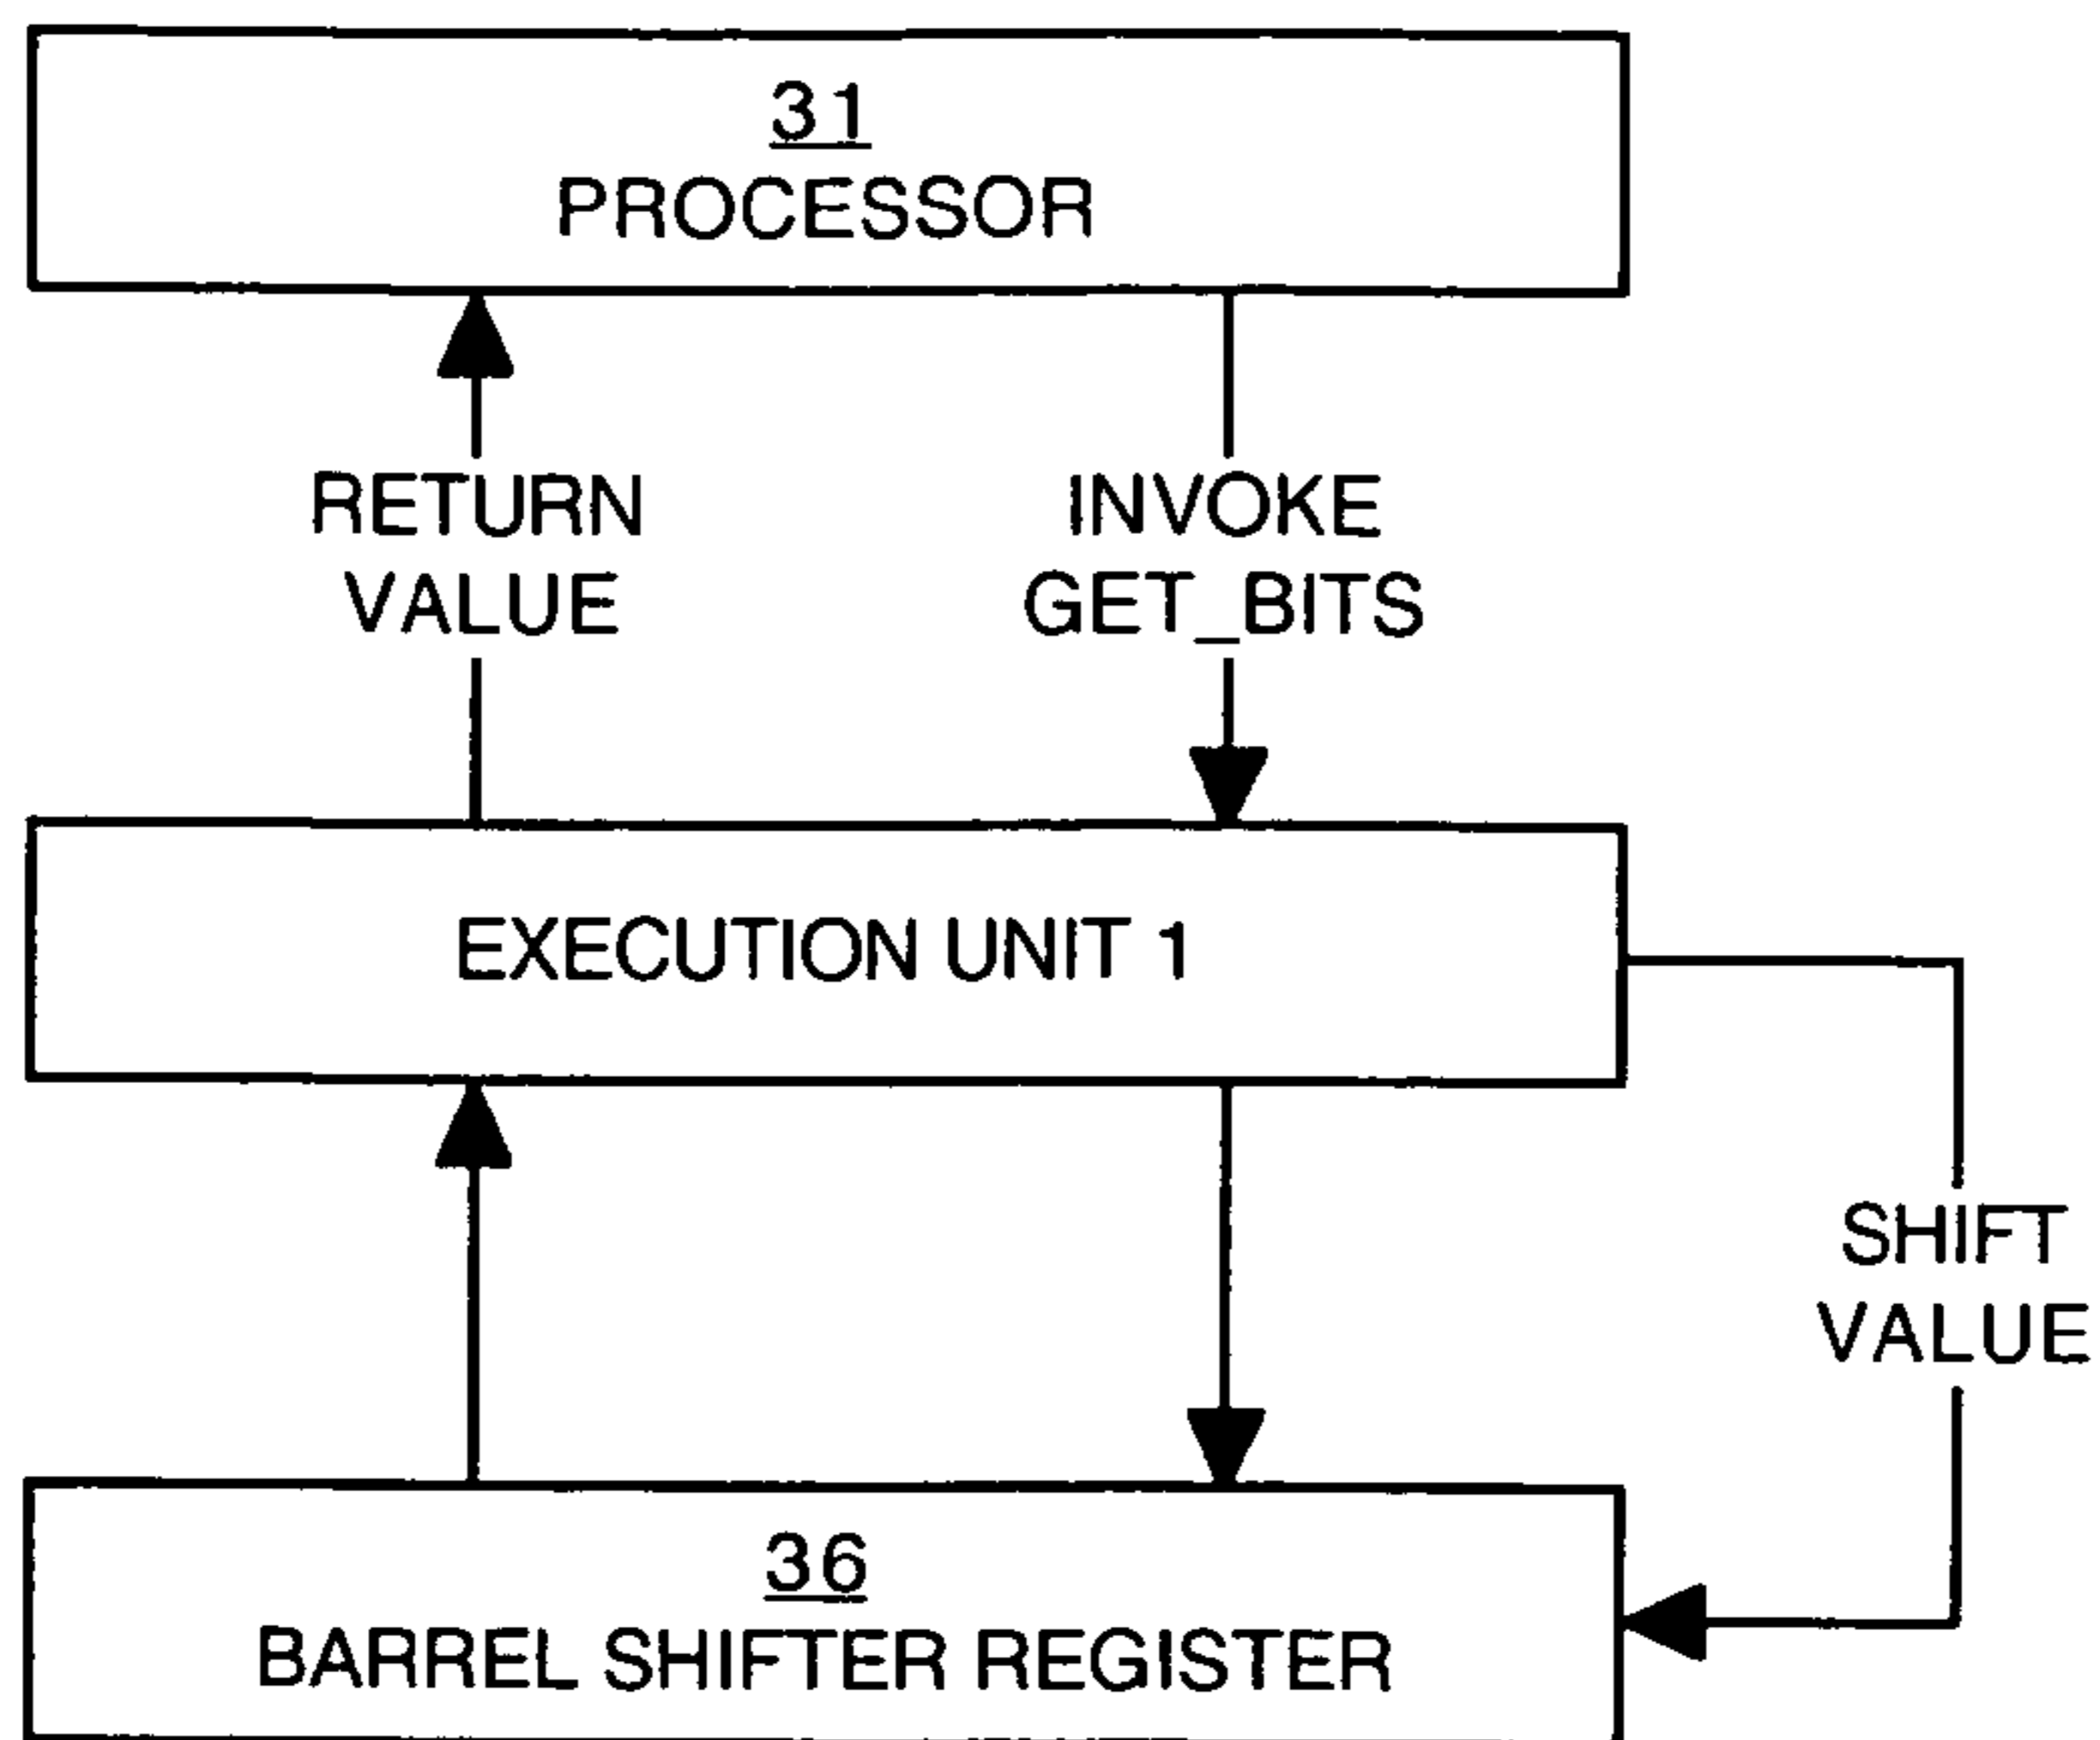 31
PROCESSOR
RETURN
VALUE
INVOKE
GET_BITS
EXECUTION UNIT 1
SHIFT
VALUE
36
BARREL SHIFTER REGISTER